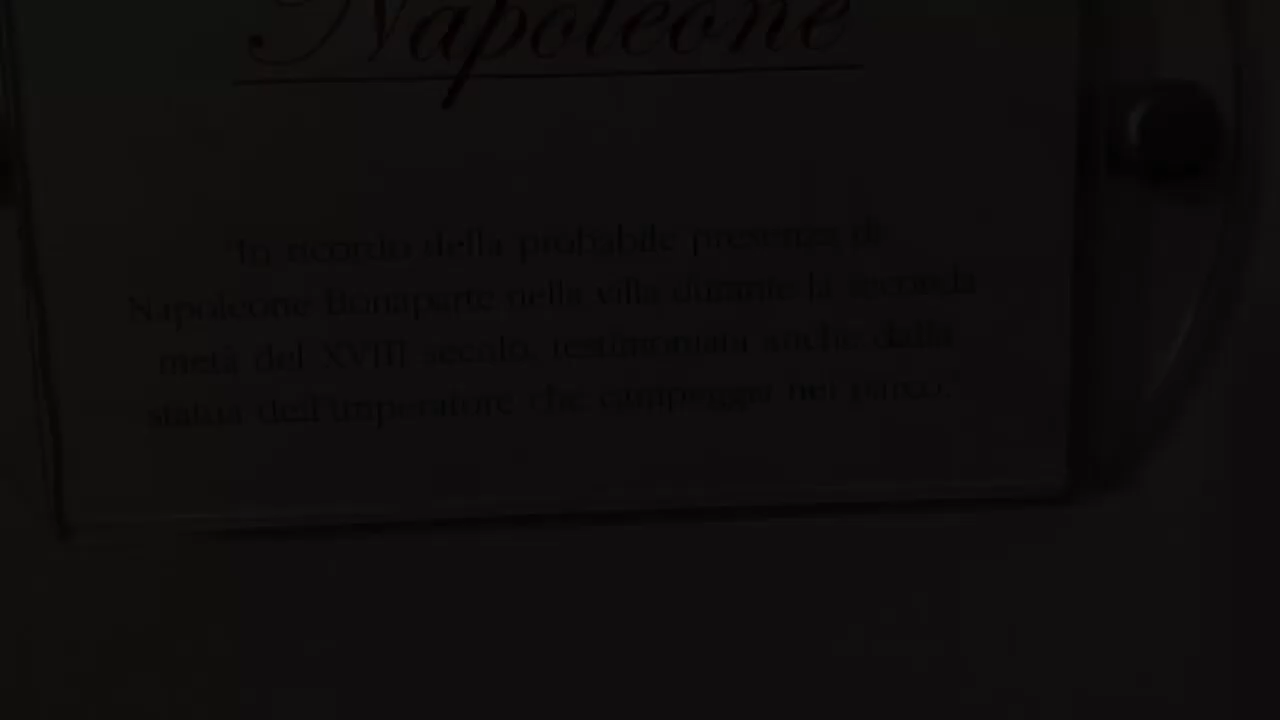 Napoleone
In ricordo della probabile presenza di
Napoleone Bonaparte nella villa durante la seconda
metà del XVIII secolo, testimoniata anche dalla
statua dell'imperatore che campeggia nel parco.